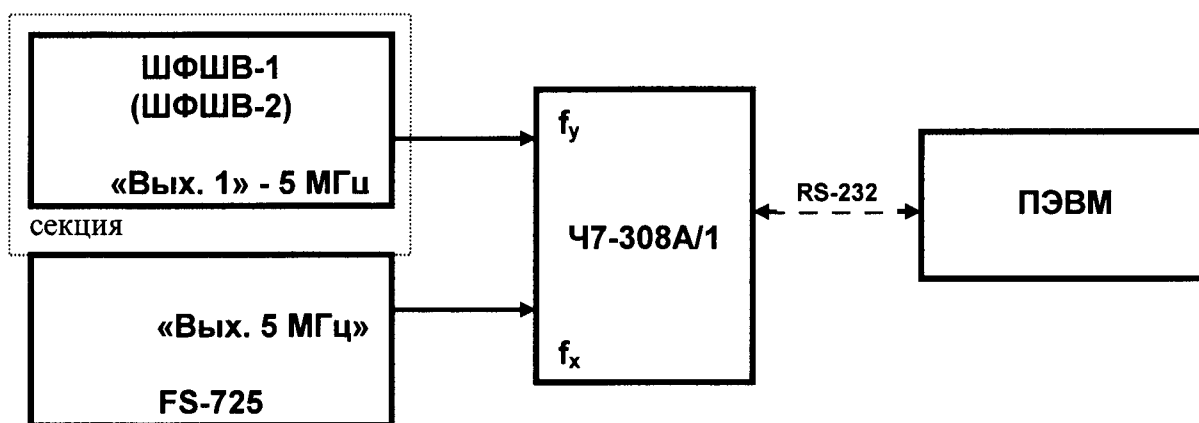 ШФШВ-1
(ШФШВ-2)
«Вых. 1» - 5 МГц
секция
«Вых. 5 МГц»
FS-725
fy
Ч7-308А/1
fx
RS-232
ПЭВМ